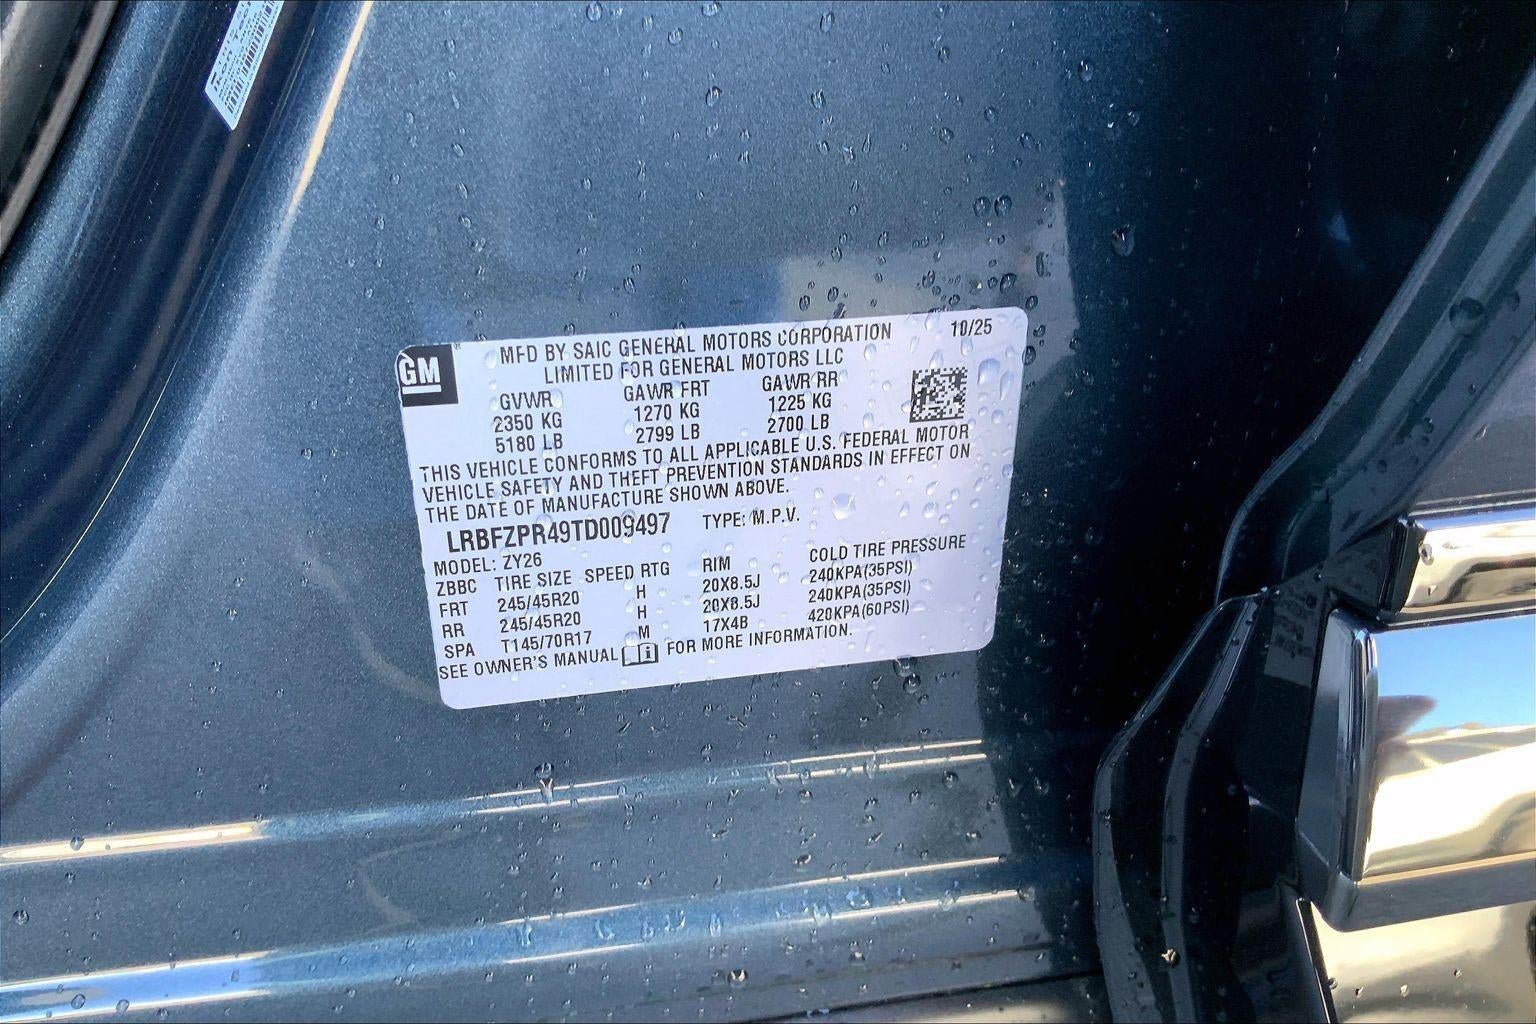 GM
MFD BY SAIC GENERAL MOTORS CORPORATION 10/25
LIMITED FOR GENERAL MOTORS LLC
GVWR GAWR FRT GAWR RR
2350 KG 1270 KG 1225 KG
5180 LB 2799 LB 2700 LB
THIS VEHICLE CONFORMS TO ALL APPLICABLE U.S. FEDERAL MOTOR
VEHICLE SAFETY AND THEFT PREVENTION STANDARDS IN EFFECT ON
THE DATE OF MANUFACTURE SHOWN ABOVE.
LRBFZPR49TD009497 TYPE: M.P.V.
MODEL: ZY26
ZBBC TIRE SIZE SPEED RTG RIM COLD TIRE PRESSURE
FRT 245/45R20 H 20X8.5J 240KPA(35PSI)
RR 245/45R20 H 20X8.5J 240KPA(35PSI)
SPA T145/70R17 M 17X4B 420KPA(60PSI)
SEE OWNER'S MANUAL i FOR MORE INFORMATION.